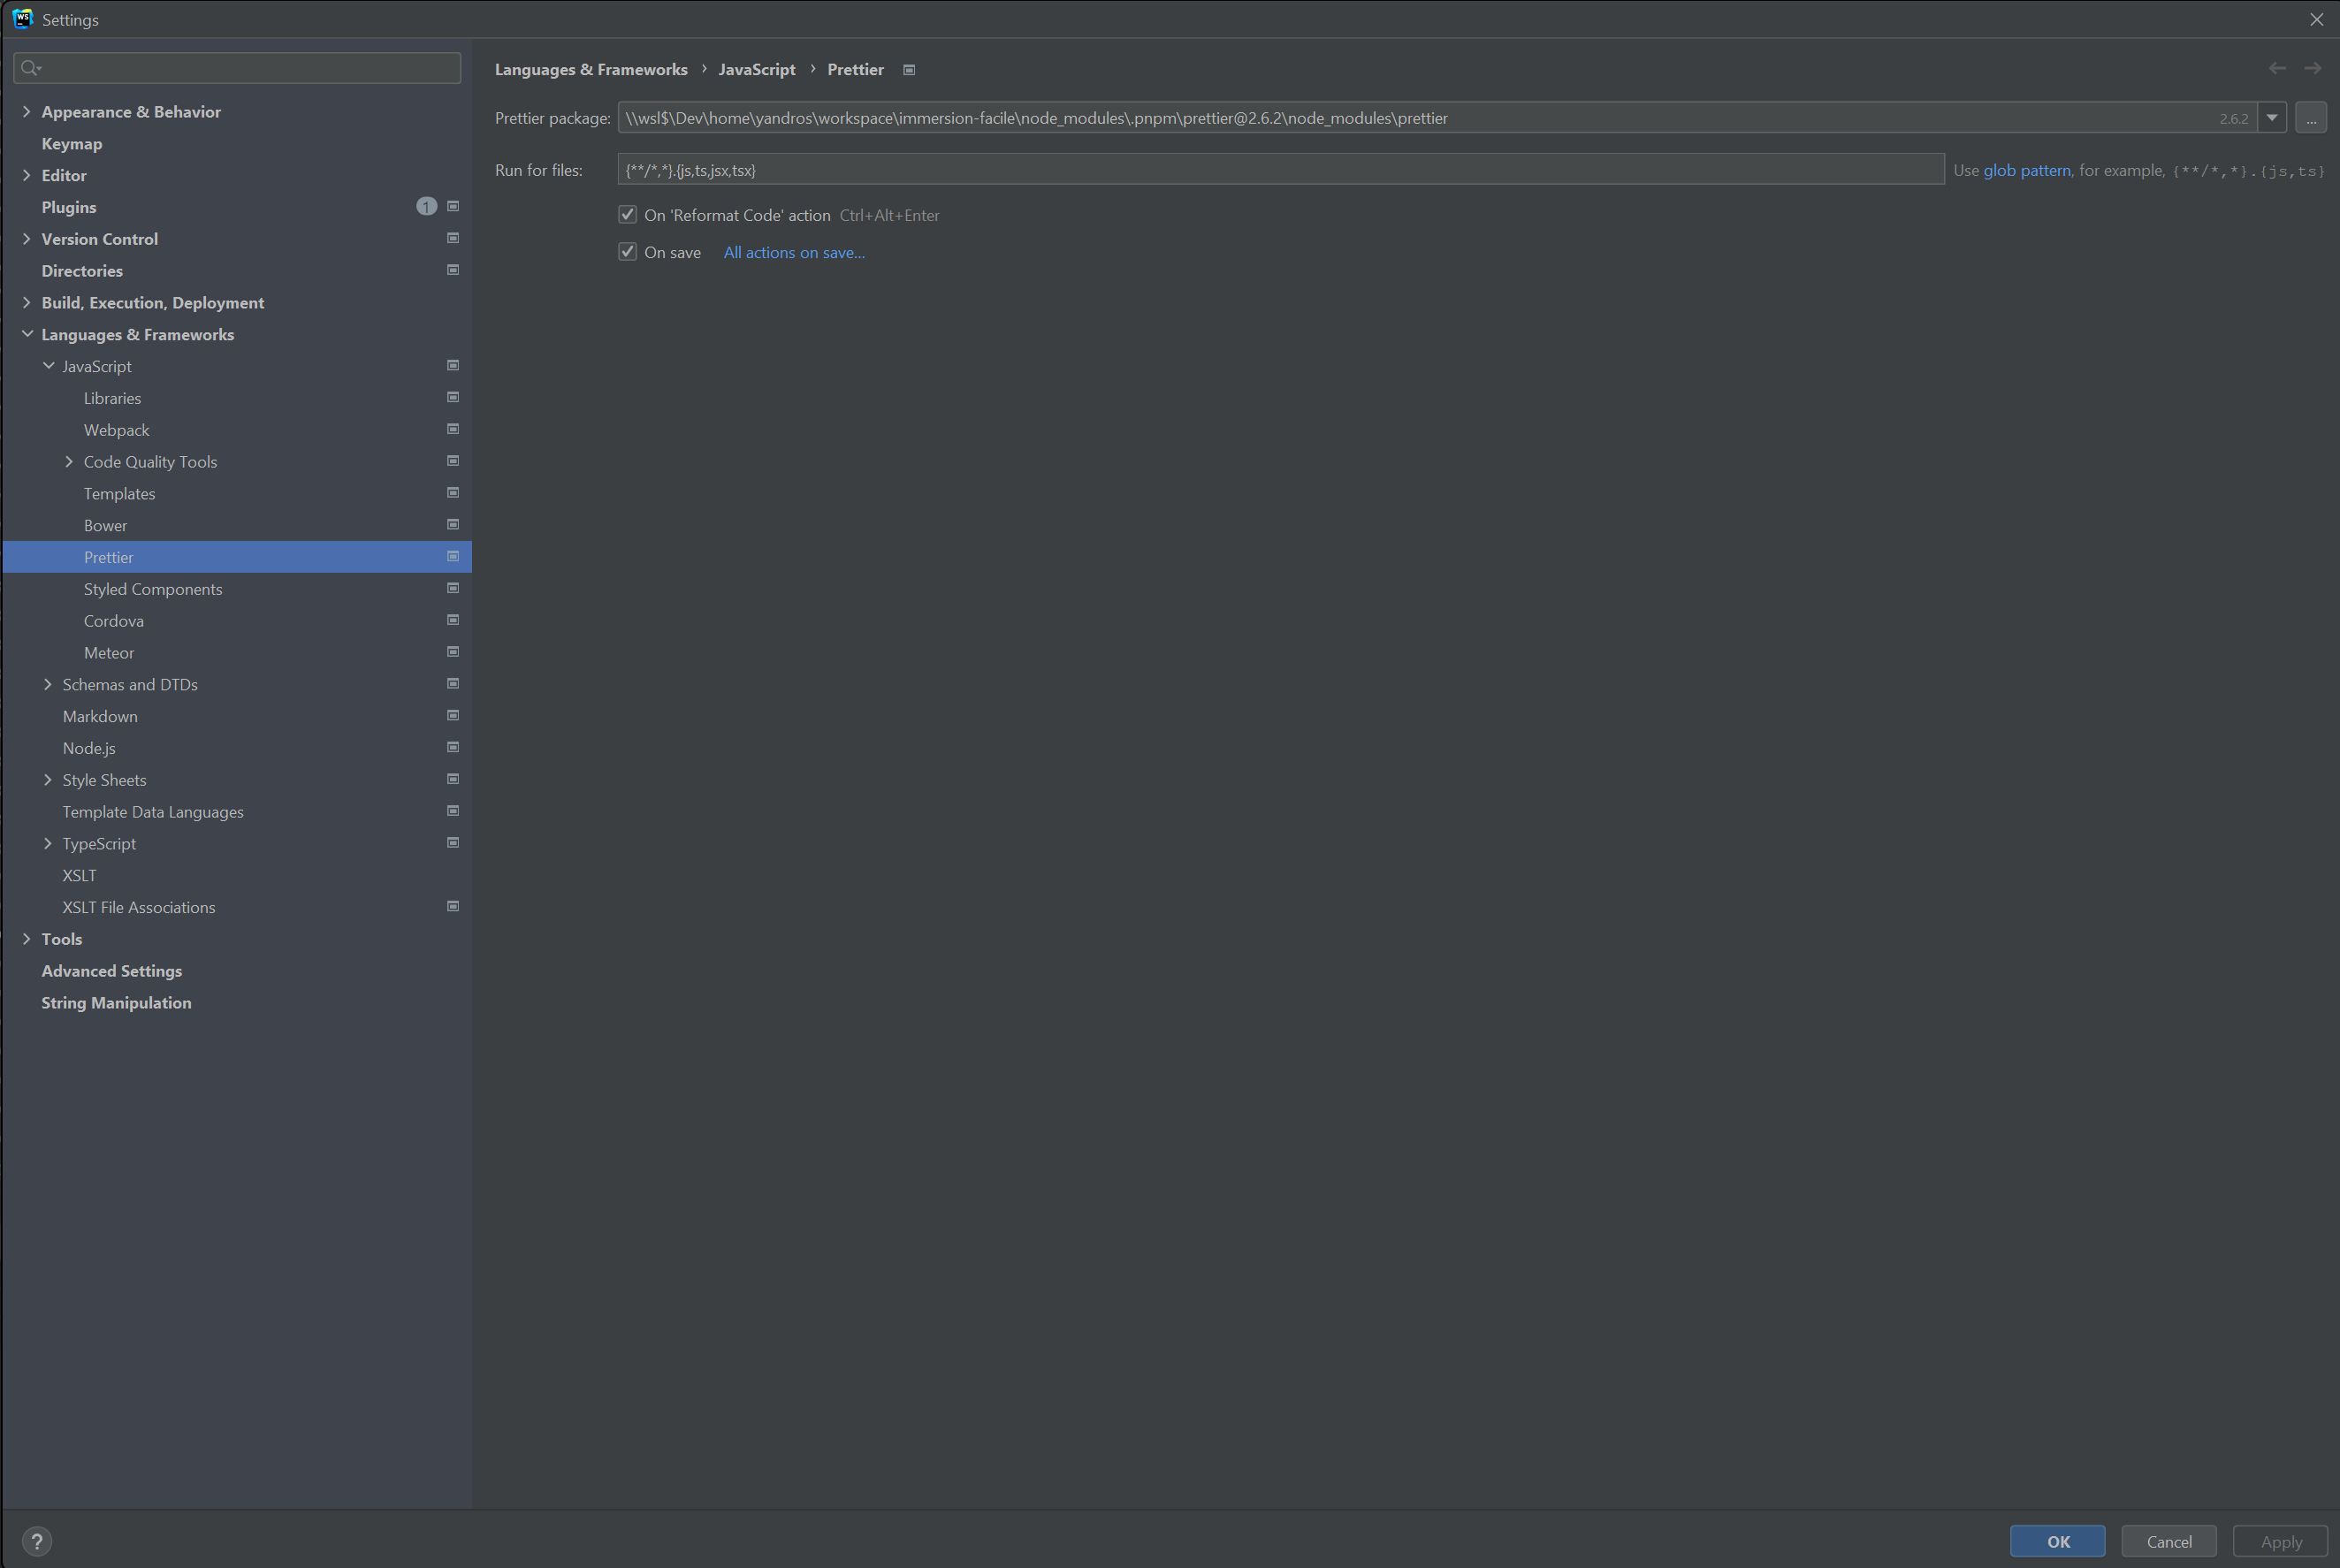 Settings
Languages & Frameworks › JavaScript › Prettier
Appearance & Behavior
Keymap
Editor
Plugins 1
Version Control
Directories
Build, Execution, Deployment
Languages & Frameworks
JavaScript
Libraries
Webpack
Code Quality Tools
Templates
Bower
Prettier
Styled Components
Cordova
Meteor
Schemas and DTDs
Markdown
Node.js
Style Sheets
Template Data Languages
TypeScript
XSLT
XSLT File Associations
Tools
Advanced Settings
String Manipulation
Prettier package: \\wsl$\Dev\home\yandros\workspace\immersion-facile\node_modules\.pnpm\prettier@2.6.2\node_modules\prettier 2.6.2 ...
Run for files: {**/*,*}.{js,ts,jsx,tsx} Use glob pattern, for example, {**/*,*}.{js,ts}
On 'Reformat Code' action Ctrl+Alt+Enter
On save All actions on save...
? OK Cancel Apply